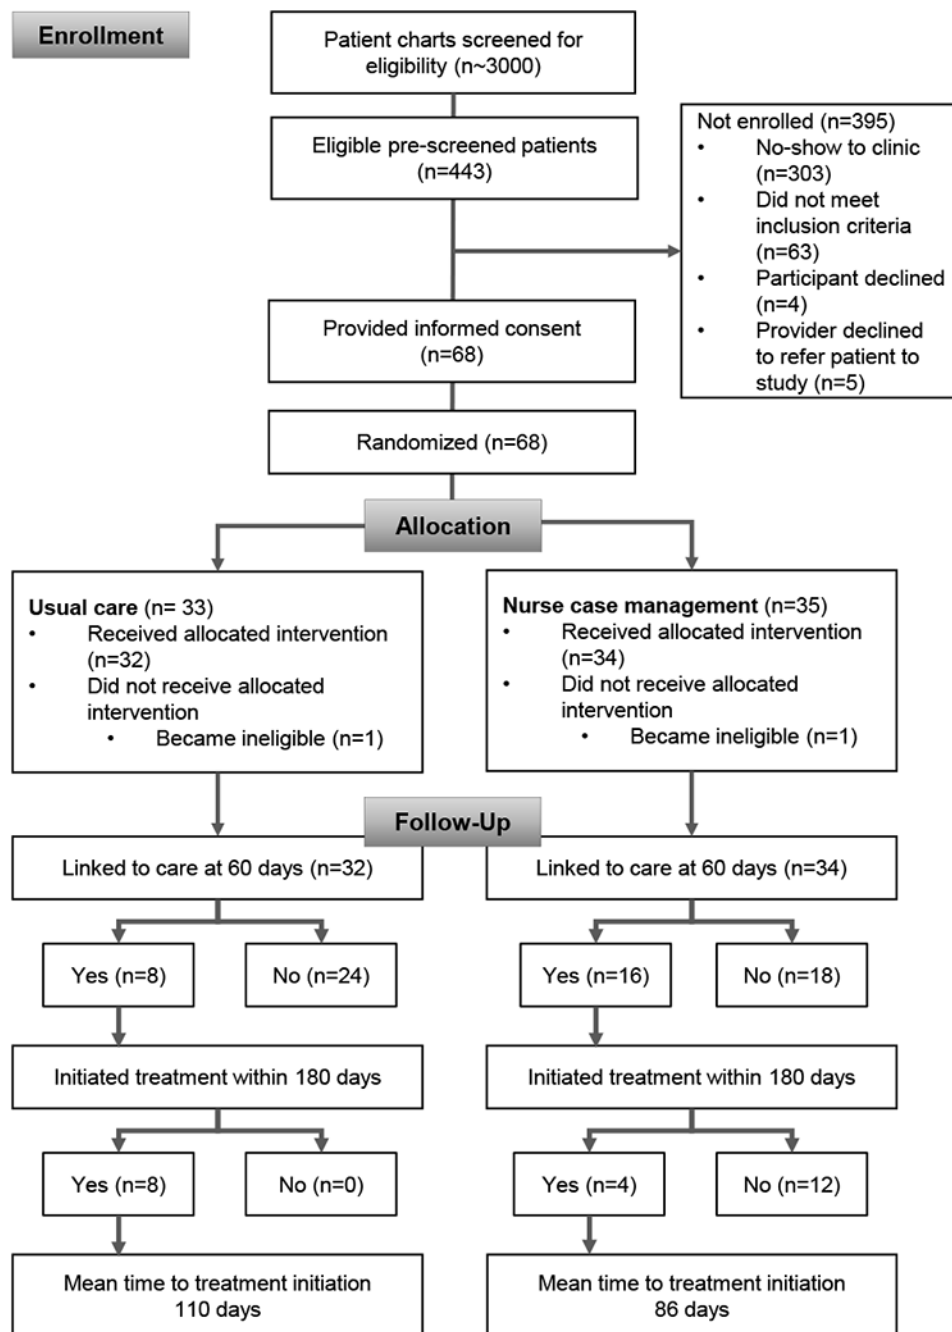 Enrollment
Patient charts screened for
eligibility (n~3000)
Eligible pre-screened patients
(n=443)
Not enrolled (n=395)
• No-show to clinic
(n=303)
• Did not meet
inclusion criteria
(n=63)
• Participant declined
(n=4)
• Provider declined
to refer patient to
study (n=5)
Provided informed consent
(n=68)
Randomized (n=68)
Allocation
Usual care (n= 33)
• Received allocated intervention
(n=32)
• Did not receive allocated
intervention
• Became ineligible (n=1)
Nurse case management (n=35)
• Received allocated intervention
(n=34)
• Did not receive allocated
intervention
• Became ineligible (n=1)
Follow-Up
Linked to care at 60 days (n=32)
Linked to care at 60 days (n=34)
Yes (n=8)
No (n=24)
Yes (n=16)
No (n=18)
Initiated treatment within 180 days
Initiated treatment within 180 days
Yes (n=8)
No (n=0)
Yes (n=4)
No (n=12)
Mean time to treatment initiation
110 days
Mean time to treatment initiation
86 days